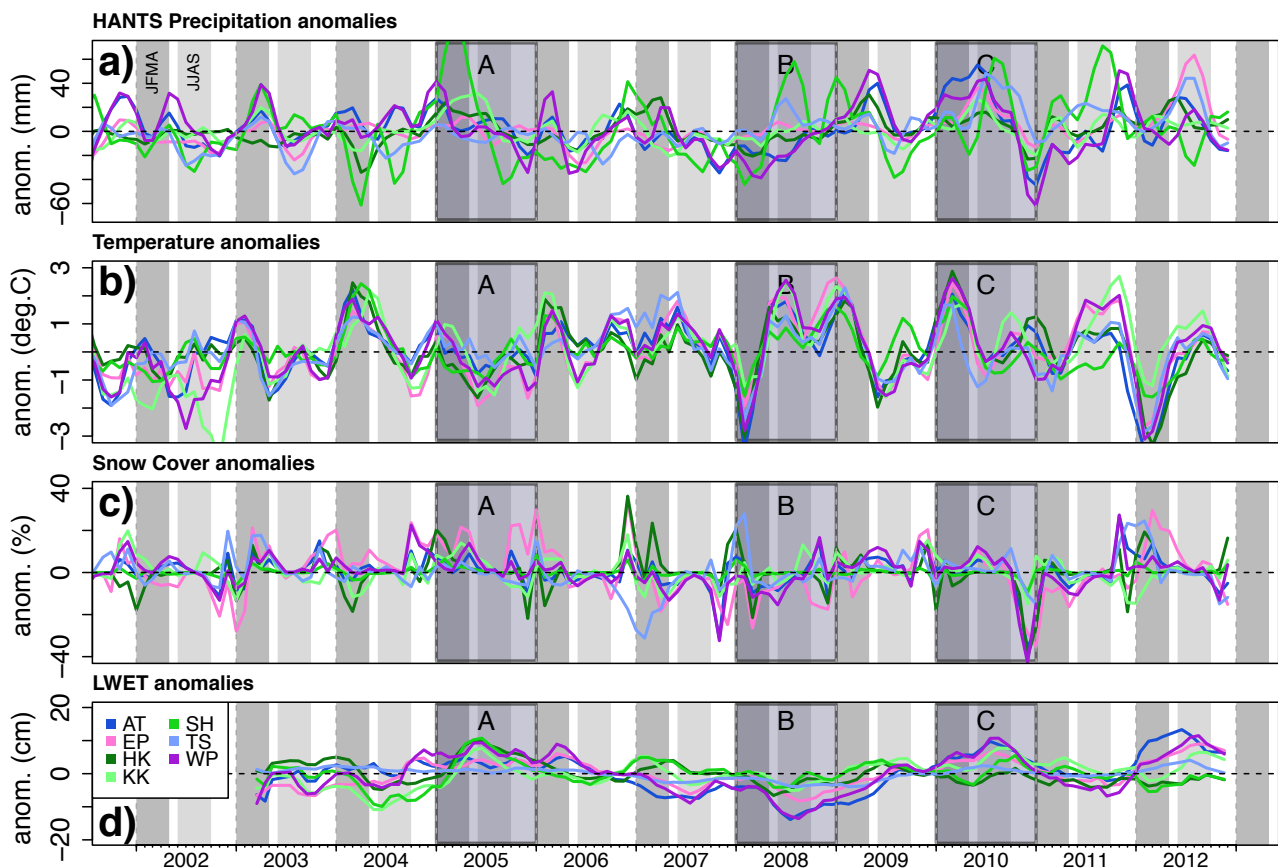 HANTS Precipitation anomalies
a)
JFMA
JJAS
A
B
C
anom. (mm)
40
0
−60
Temperature anomalies
b)
A
B
C
anom. (deg.C)
3
1
−1
−3
Snow Cover anomalies
c)
A
B
C
anom. (%)
40
0
−40
LWET anomalies
A
B
C
anom. (cm)
20
0
−20
AT SH
EP TS
HK WP
KK
d)
2002 2003 2004 2005 2006 2007 2008 2009 2010 2011 2012